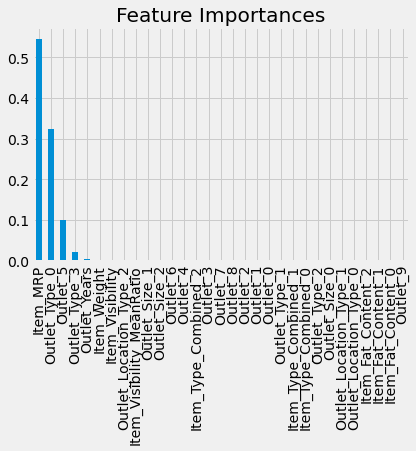 Feature Importances
0.5
0.4
0.3
0.2
0.1
0.0
Item_MRP
Outlet_Type_0
Outlet_5
Outlet_Type_3
Outlet_Years
Item_Weight
Item_Visibility
Outlet_Location_Type_2
Item_Visibility_MeanRatio
Outlet_Size_1
Outlet_Size_2
Outlet_6
Outlet_4
Item_Type_Combined_2
Outlet_3
Outlet_7
Outlet_8
Outlet_2
Outlet_1
Outlet_0
Outlet_Type_1
Item_Type_Combined_1
Item_Type_Combined_0
Outlet_Type_2
Outlet_Size_0
Outlet_Location_Type_1
Outlet_Location_Type_0
Item_Fat_Content_2
Item_Fat_Content_1
Item_Fat_Content_0
Outlet_9